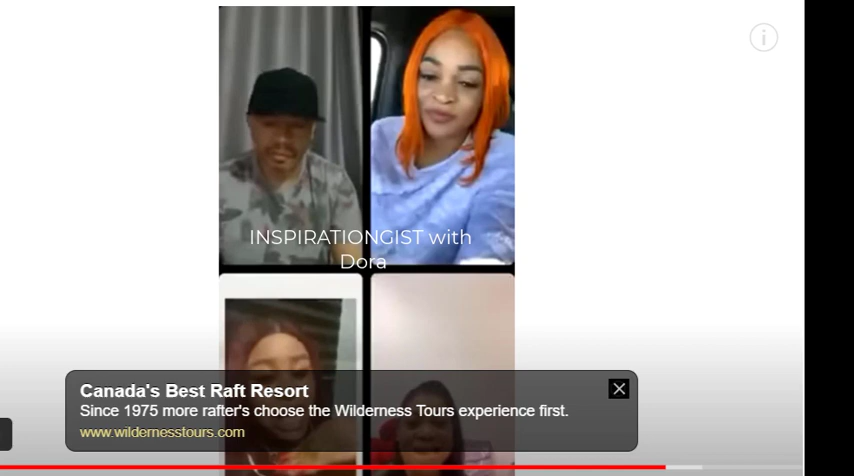 INSPIRATIONGIST with
Dora
Canada's Best Raft Resort
Since 1975 more rafter's choose the Wilderness Tours experience first.
www.wildernesstours.com